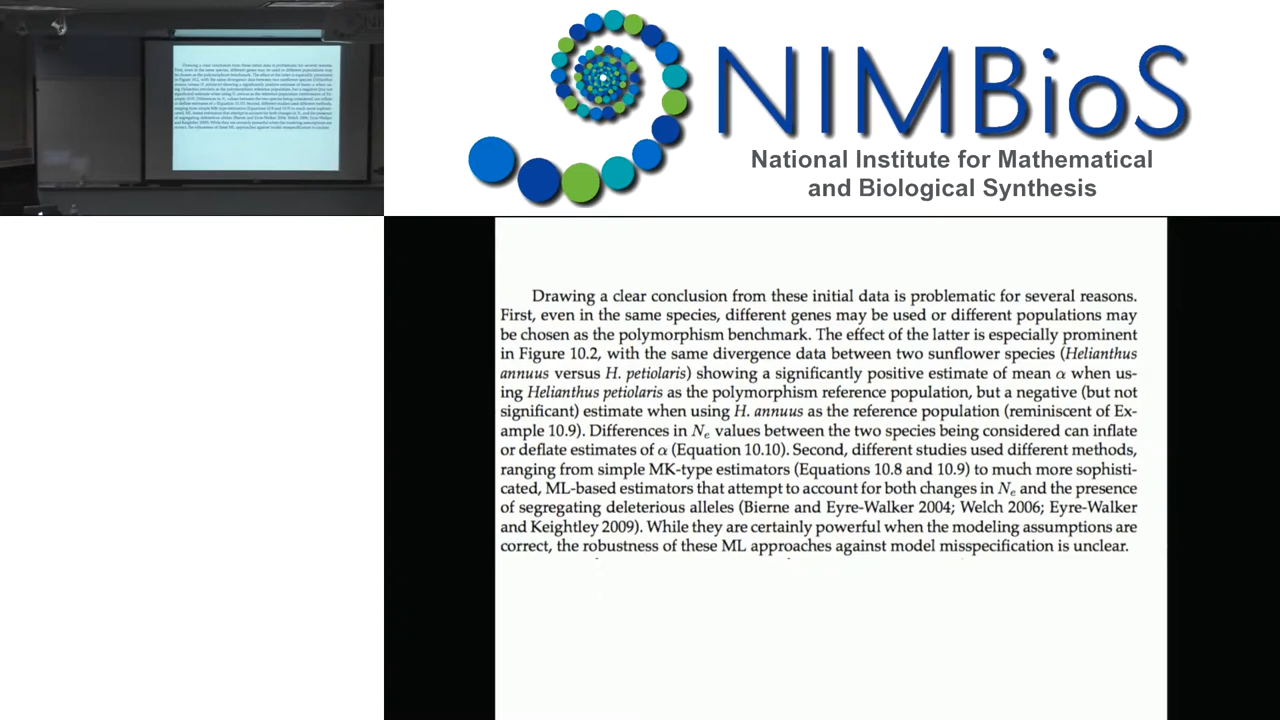 NIMBioS
National Institute for Mathematical
and Biological Synthesis
Drawing a clear conclusion from these initial data is problematic for several reasons.
First, even in the same species, different genes may be used or different populations may
be chosen as the polymorphism benchmark. The effect of the latter is especially prominent
in Figure 10.2, with the same divergence data between two sunflower species (Helianthus
annuus versus H. petiolaris) showing a significantly positive estimate of mean α when us-
ing Helianthus petiolaris as the polymorphism reference population, but a negative (but not
significant) estimate when using H. annuus as the reference population (reminiscent of Ex-
ample 10.9). Differences in Ne values between the two species being considered can inflate
or deflate estimates of α (Equation 10.10). Second, different studies used different methods,
ranging from simple MK-type estimators (Equations 10.8 and 10.9) to much more sophisti-
cated, ML-based estimators that attempt to account for both changes in Ne and the presence
of segregating deleterious alleles (Bierne and Eyre-Walker 2004; Welch 2006; Eyre-Walker
and Keightley 2009). While they are certainly powerful when the modeling assumptions are
correct, the robustness of these ML approaches against model misspecification is unclear.